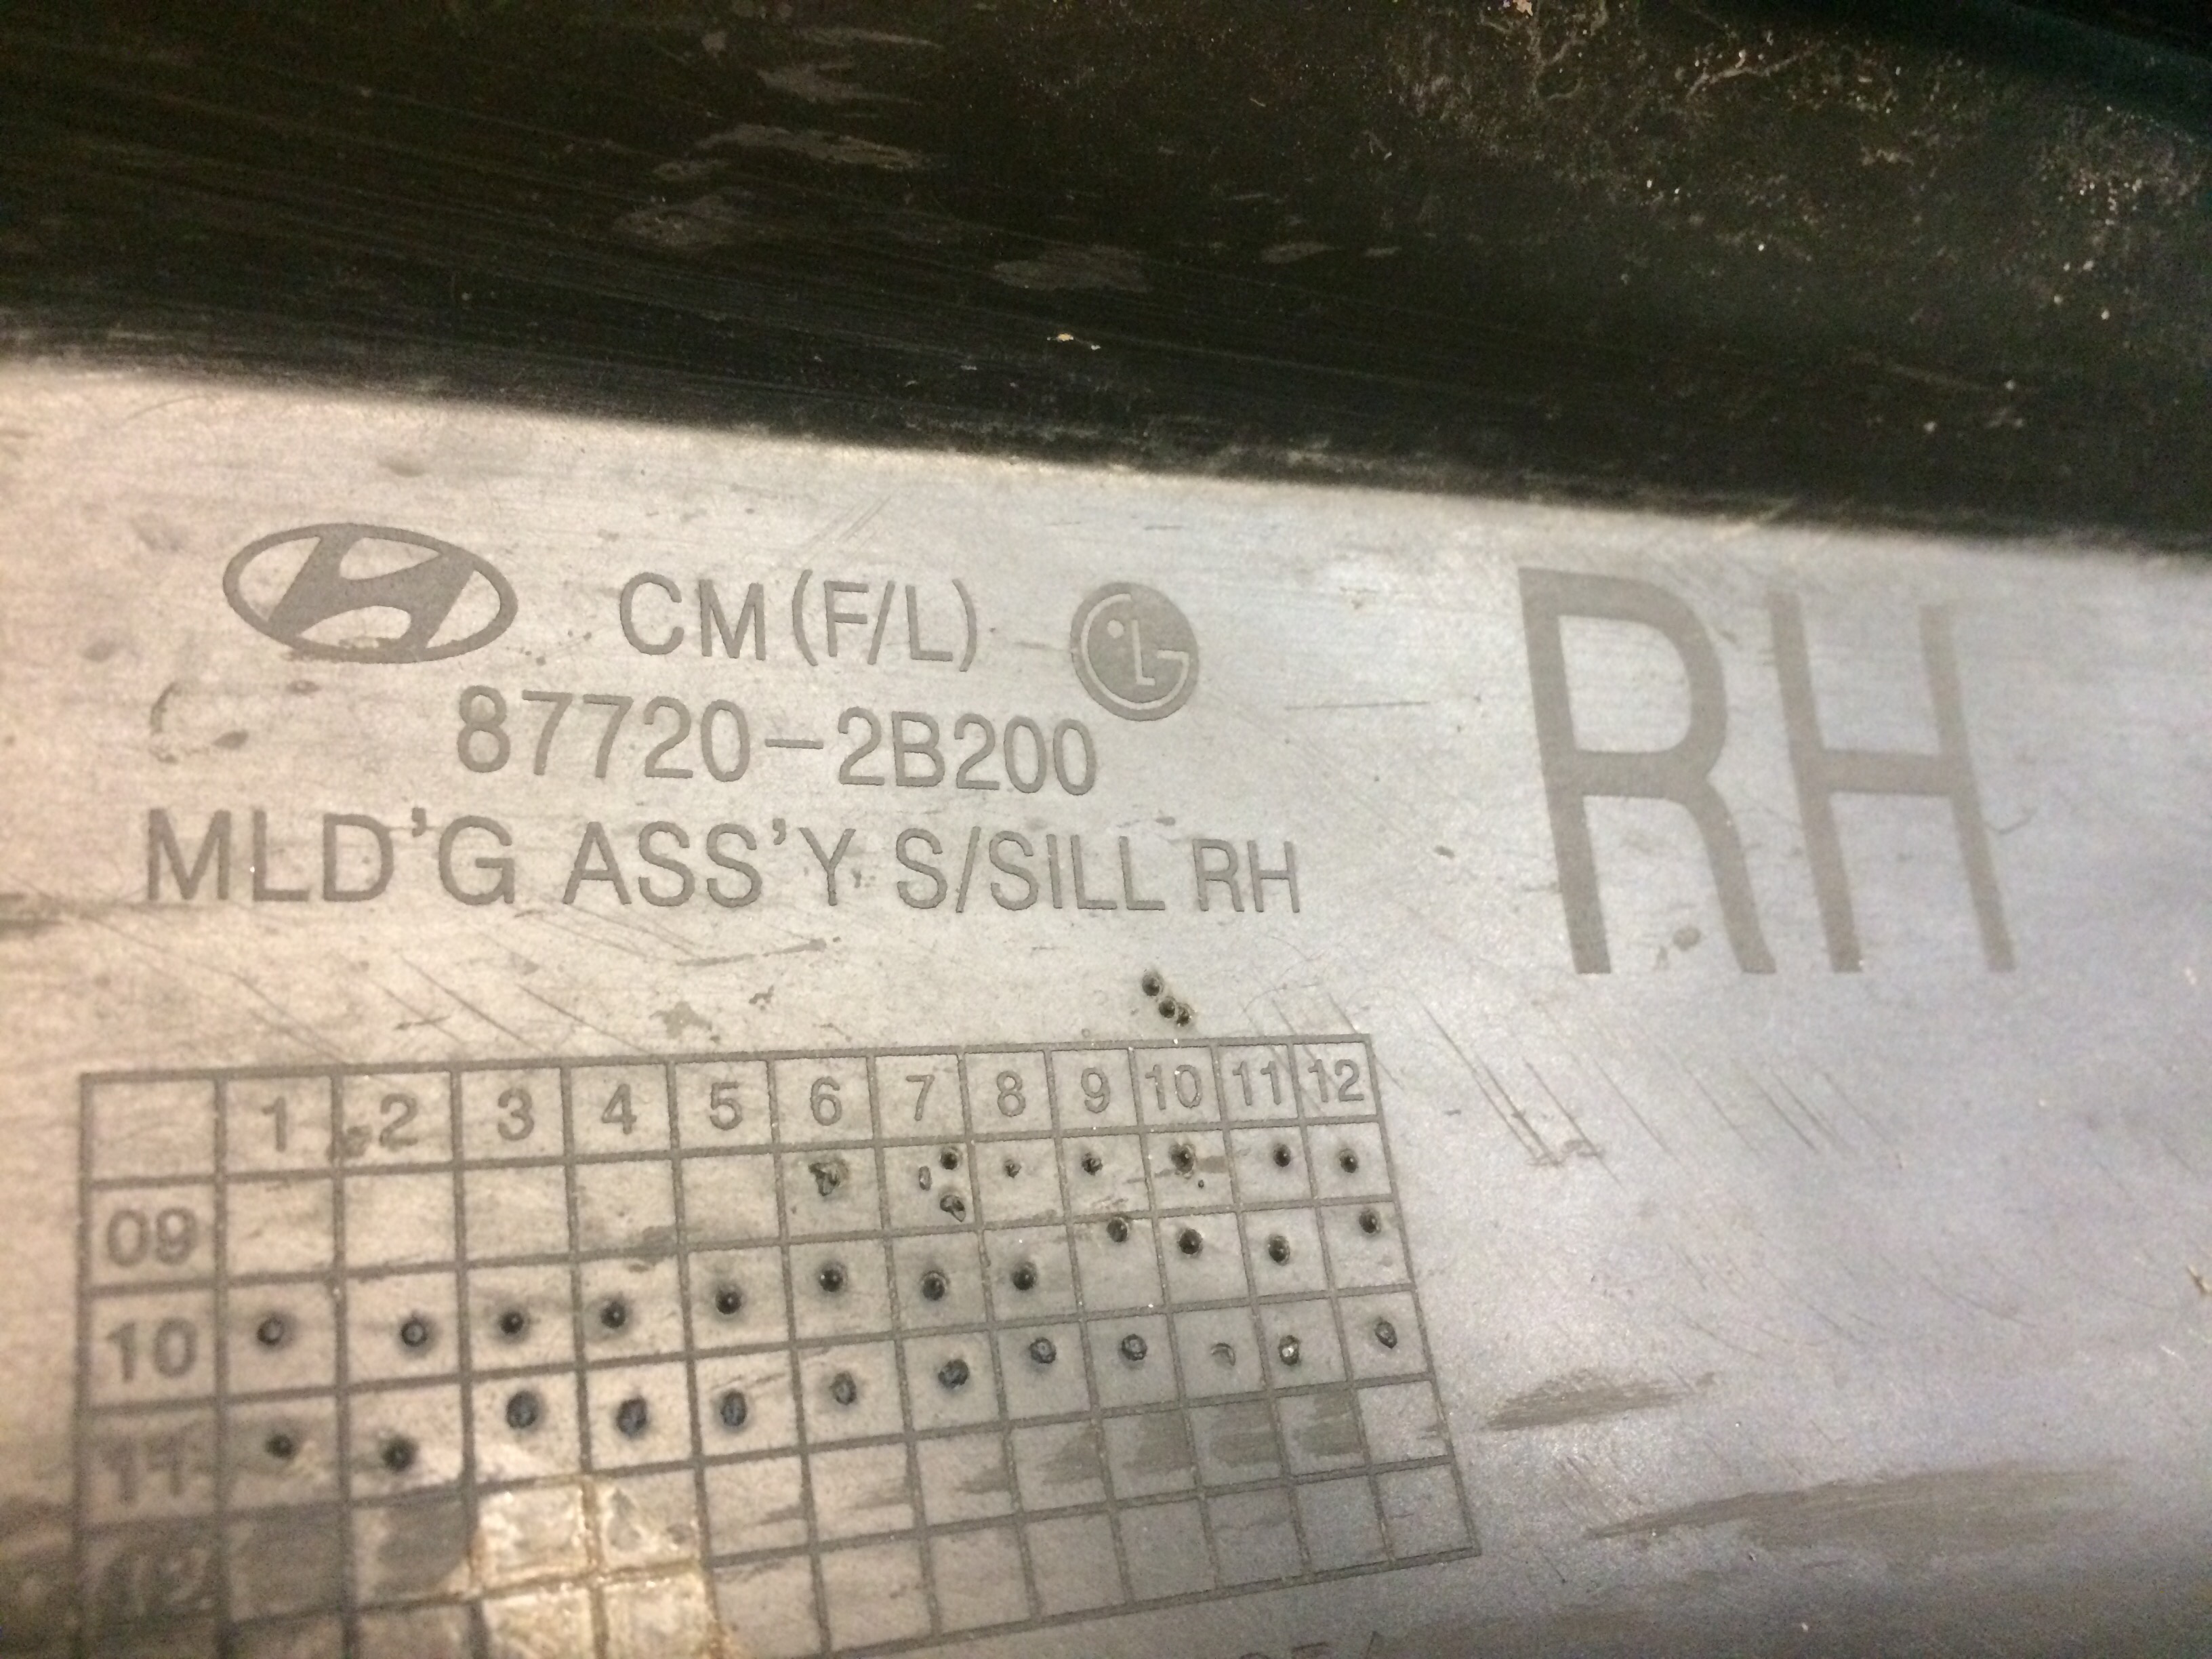 CM(F/L) LG
87720-2B200
MLD'G ASS'Y S/SILL RH
RH
1 2 3 4 5 6 7 8 9 10 11 12
09
10
11
12